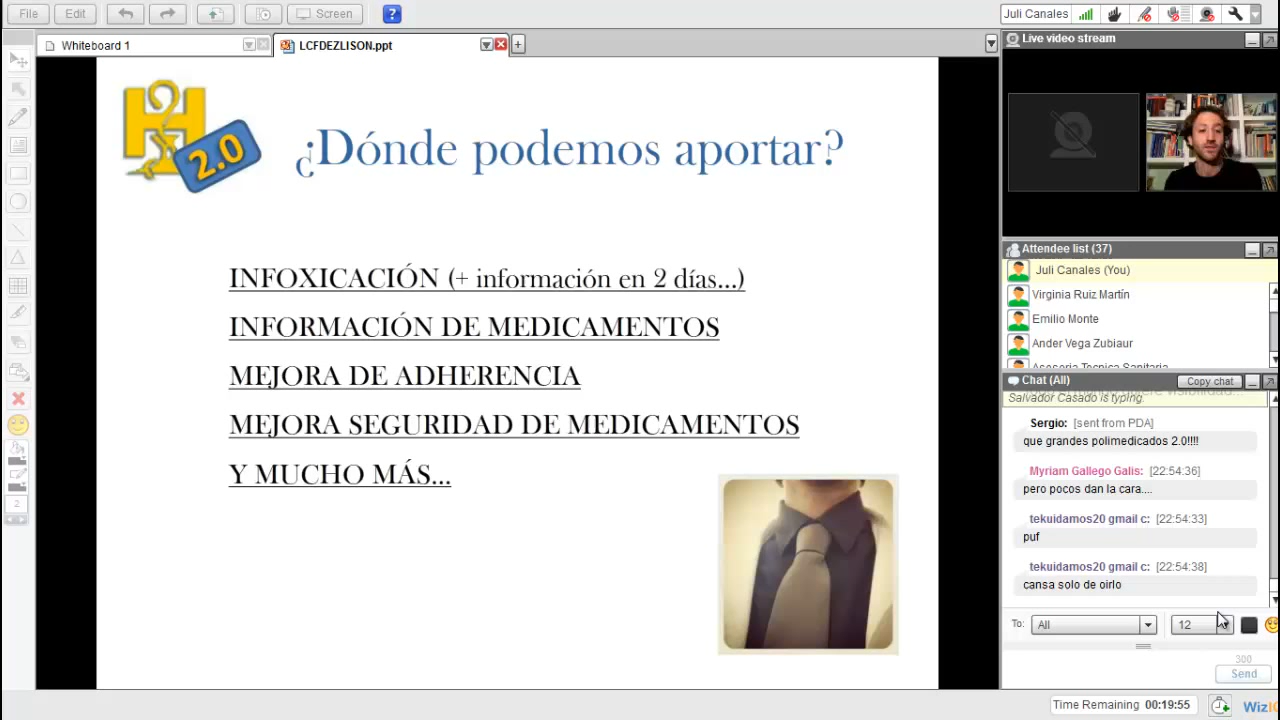 File
Edit
Screen
?
Juli Canales
Whiteboard 1
LCFDEZLISON.ppt
+
Live video stream
H 2.0
¿Dónde podemos aportar?
INFOXICACIÓN (+ información en 2 días...)
INFORMACIÓN DE MEDICAMENTOS
MEJORA DE ADHERENCIA
MEJORA SEGURIDAD DE MEDICAMENTOS
Y MUCHO MÁS...
2
Attendee list (37)
Juli Canales (You)
Virginia Ruiz Martín
Emilio Monte
Ander Vega Zubiaur
Asesoria Tecnica Sanitaria
Chat (All)
Copy chat
Salvador Casado is typing.
Sergio: [sent from PDA]
que grandes polimedicados 2.0!!!!
Myriam Gallego Galis: [22:54:36]
pero pocos dan la cara....
tekuidamos20 gmail c: [22:54:33]
puf
tekuidamos20 gmail c: [22:54:38]
cansa solo de oirlo
To:
All
12
300
Send
Time Remaining 00:19:55